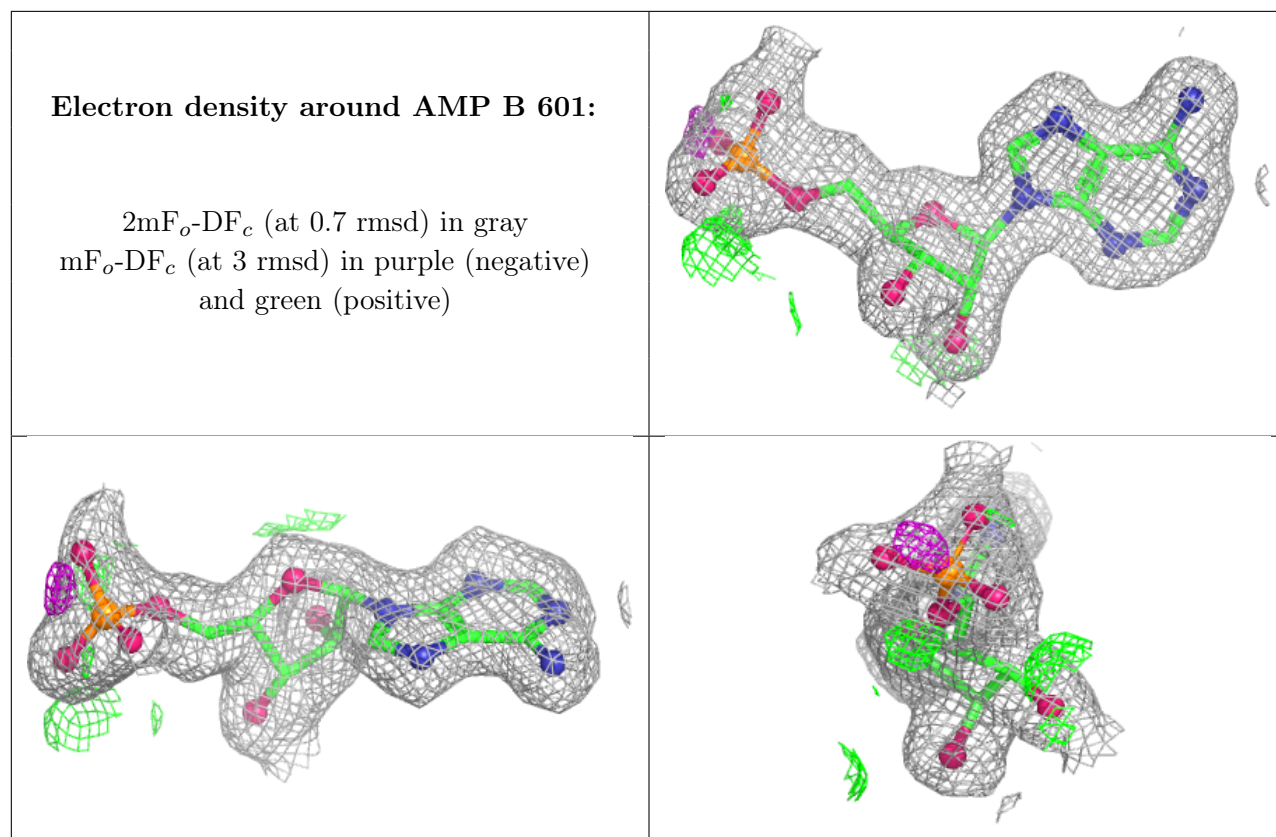 Electron density around AMP B 601:
2mFₒ-DF𝒸 (at 0.7 rmsd) in gray
mFₒ-DF𝒸 (at 3 rmsd) in purple (negative)
and green (positive)